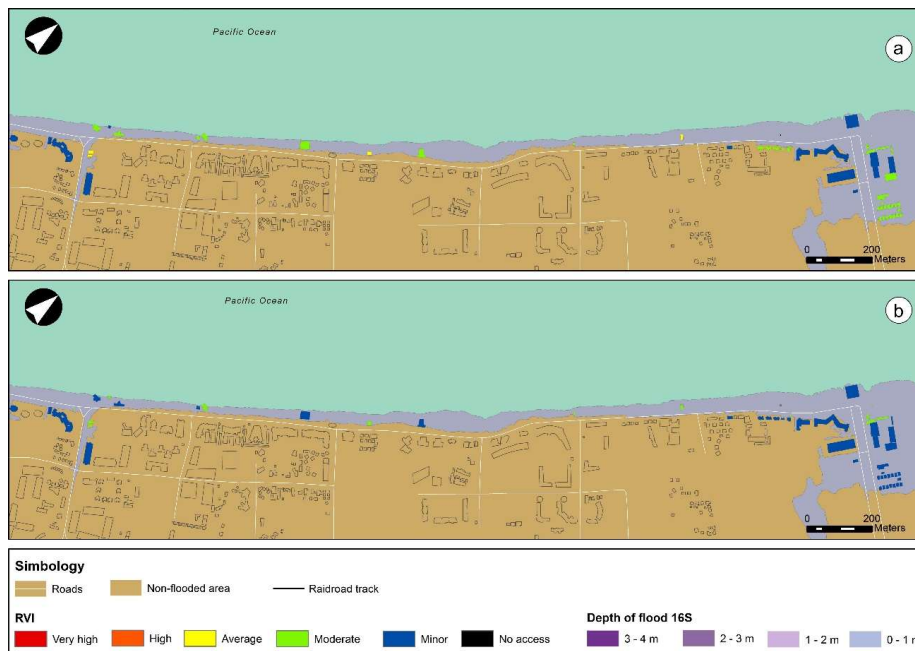 Pacific Ocean
a
0 200
Meters
Pacific Ocean
b
0 200
Meters
Simbology
Roads Non-flooded area Raidroad track
RVI Depth of flood 16S
Very high High Average Moderate Minor No access 3 - 4 m 2 - 3 m 1 - 2 m 0 - 1 m